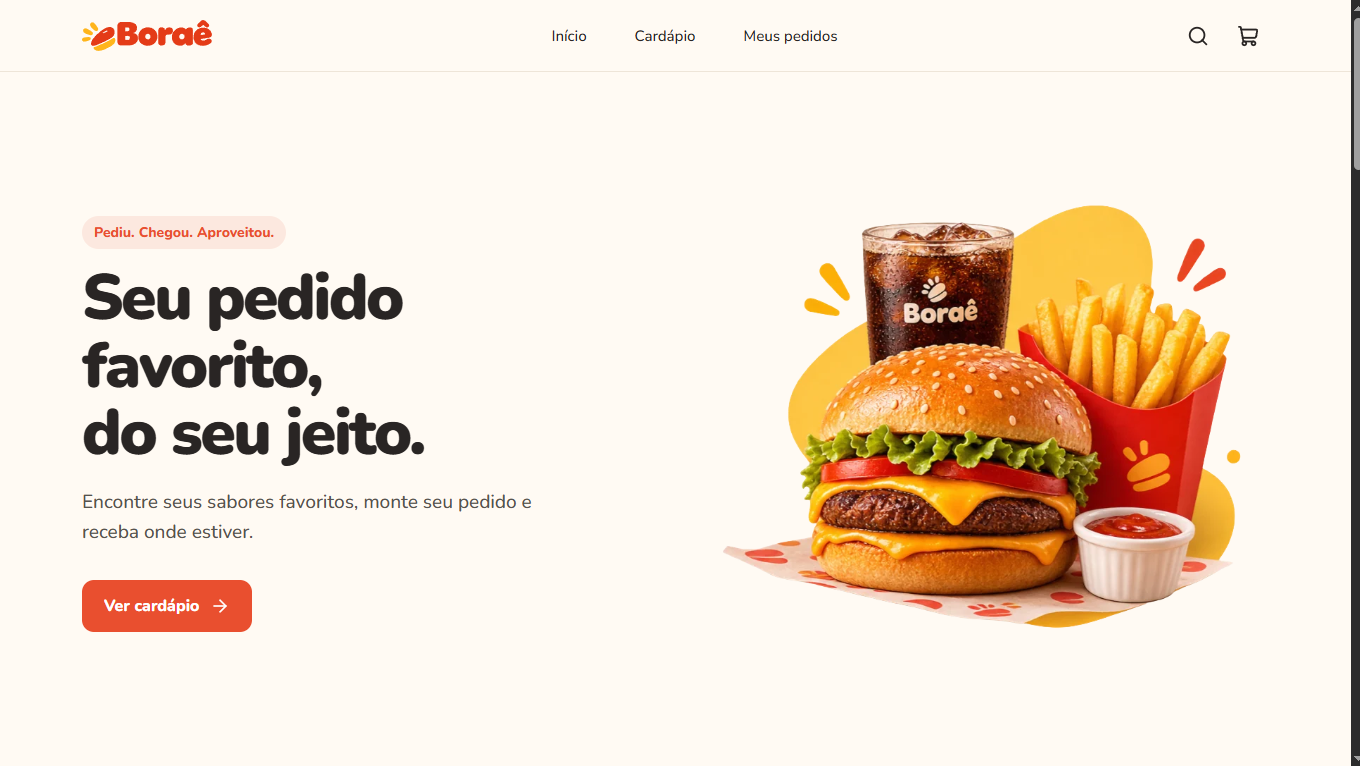 Boraê
Início
Cardápio
Meus pedidos
Pediu. Chegou. Aproveitou.
Seu pedido
favorito,
do seu jeito.
Encontre seus sabores favoritos, monte seu pedido e
receba onde estiver.
Ver cardápio
Boraê